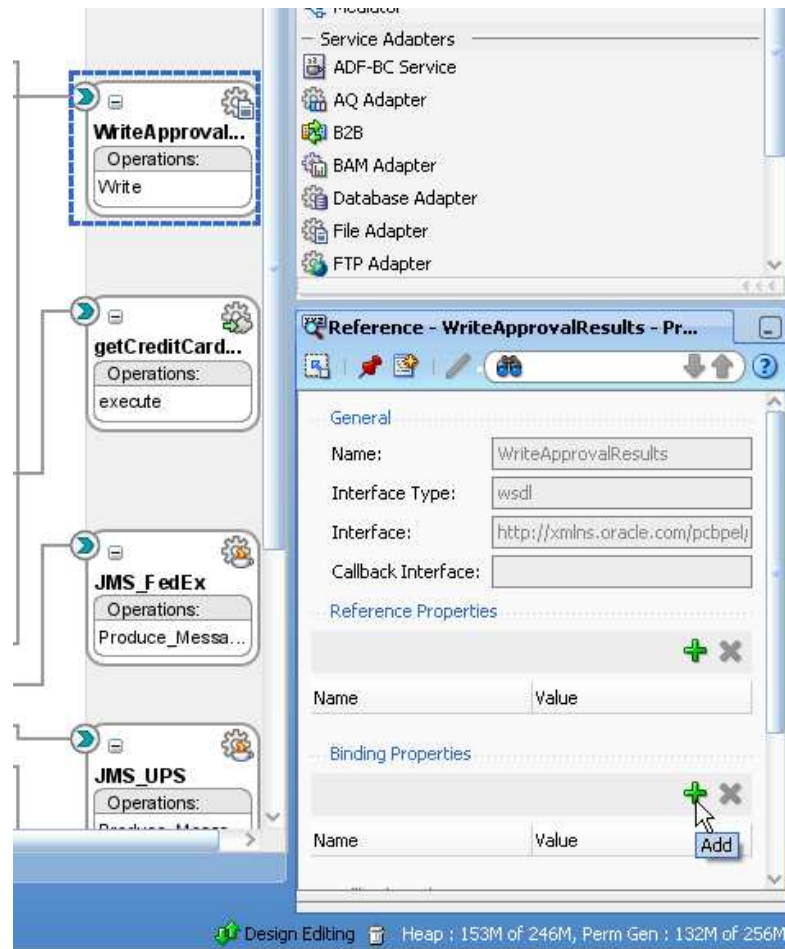 WriteApproval...
Operations:
Write
getCreditCard...
Operations:
execute
JMS_FedEx
Operations:
Produce_Messa...
JMS_UPS
Operations:
Mediator
Service Adapters
ADF-BC Service
AQ Adapter
B2B
BAM Adapter
Database Adapter
File Adapter
FTP Adapter
Reference - WriteApprovalResults - Pr...
General
Name: WriteApprovalResults
Interface Type: wsdl
Interface: http://xmlns.oracle.com/pcbpel/
Callback Interface:
Reference Properties
Name Value
Binding Properties
Add
Name Value
Design Editing Heap : 153M of 246M, Perm Gen : 132M of 256M